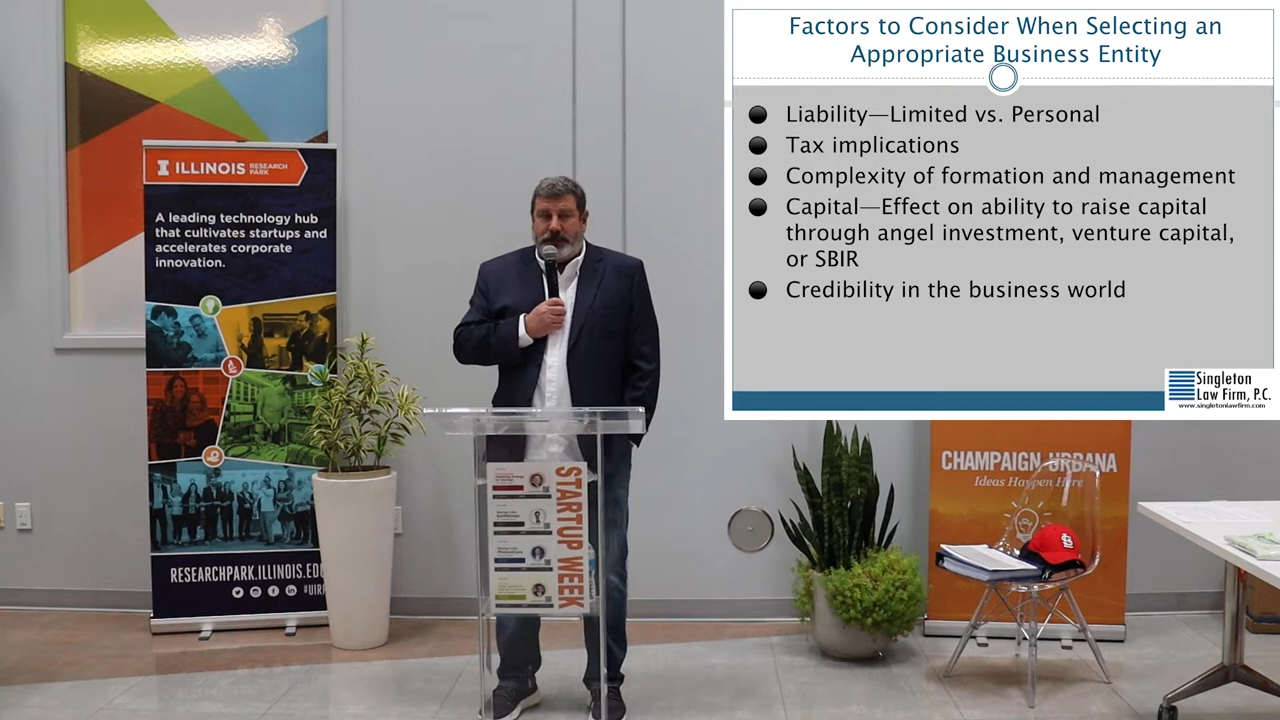 Factors to Consider When Selecting an
Appropriate Business Entity
Liability—Limited vs. Personal
Tax implications
Complexity of formation and management
Capital—Effect on ability to raise capital
through angel investment, venture capital,
or SBIR
Credibility in the business world
Singleton
Law Firm, P.C.
www.singletonlawfirm.com
ILLINOIS RESEARCH
PARK
A leading technology hub
that cultivates startups and
accelerates corporate
innovation.
RESEARCHPARK.ILLINOIS.EDU
#UIRP
STARTUP WEEK
CHAMPAIGN-URBANA
Ideas Happen Here